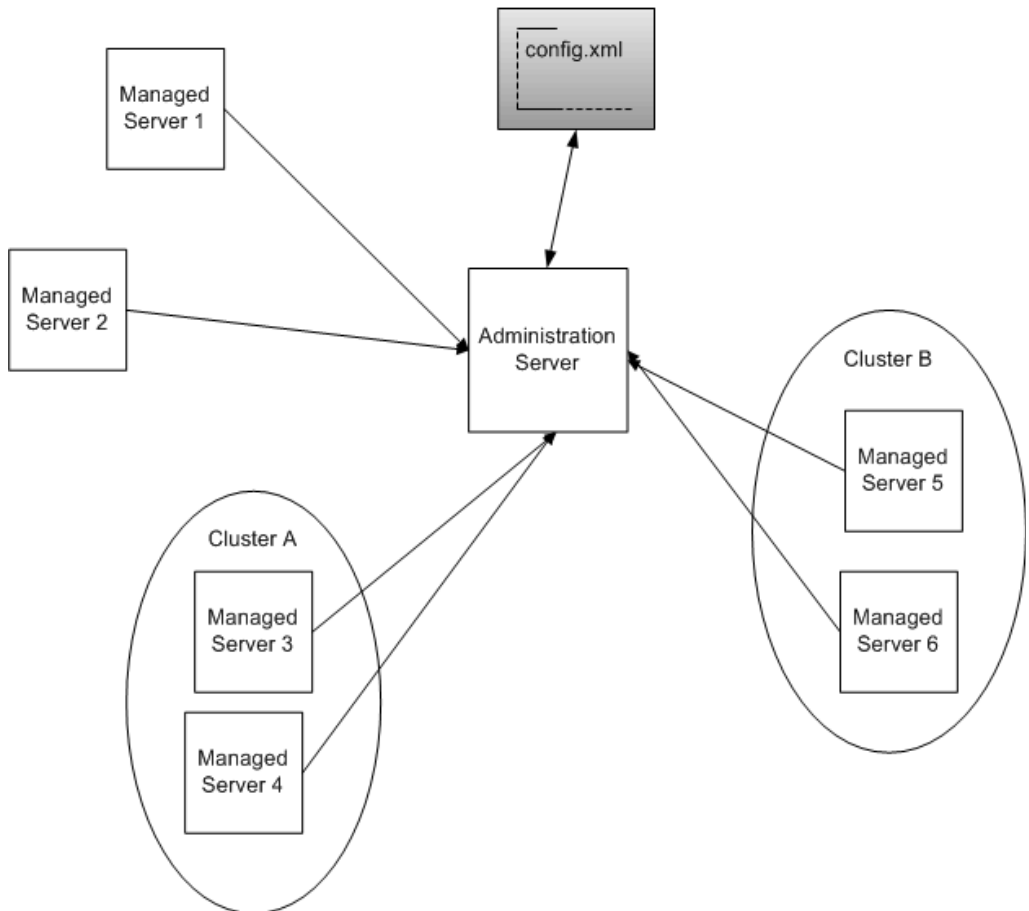 config.xml
Managed
Server 1
Managed
Server 2
Administration
Server
Cluster B
Managed
Server 5
Cluster A
Managed
Server 3
Managed
Server 6
Managed
Server 4